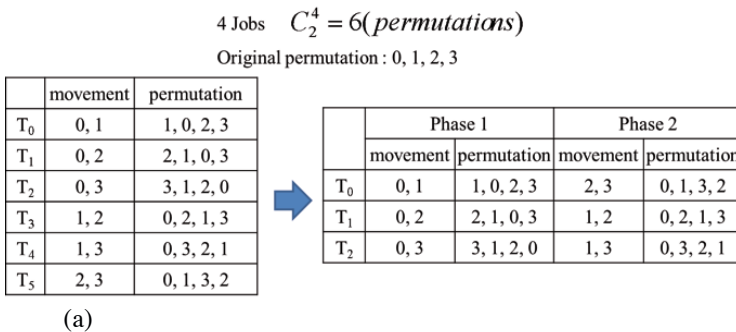 4 Jobs C_2^4 = 6(permutations)
Original permutation : 0, 1, 2, 3
movement permutation
T0 0, 1 1, 0, 2, 3
T1 0, 2 2, 1, 0, 3
T2 0, 3 3, 1, 2, 0
T3 1, 2 0, 2, 1, 3
T4 1, 3 0, 3, 2, 1
T5 2, 3 0, 1, 3, 2
Phase 1 Phase 2
movement permutation movement permutation
T0 0, 1 1, 0, 2, 3 2, 3 0, 1, 3, 2
T1 0, 2 2, 1, 0, 3 1, 2 0, 2, 1, 3
T2 0, 3 3, 1, 2, 0 1, 3 0, 3, 2, 1
(a)